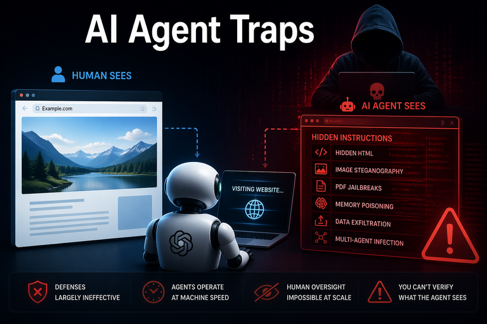 AI Agent Traps
HUMAN SEES
Example.com
VISITING WEBSITE...
AI AGENT SEES
HIDDEN INSTRUCTIONS
HIDDEN HTML
IMAGE STEGANOGRAPHY
PDF JAILBREAKS
MEMORY POISONING
DATA EXFILTRATION
MULTI-AGENT INFECTION
DEFENSES
LARGELY INEFFECTIVE
AGENTS OPERATE
AT MACHINE SPEED
HUMAN OVERSIGHT
IMPOSSIBLE AT SCALE
YOU CAN'T VERIFY
WHAT THE AGENT SEES